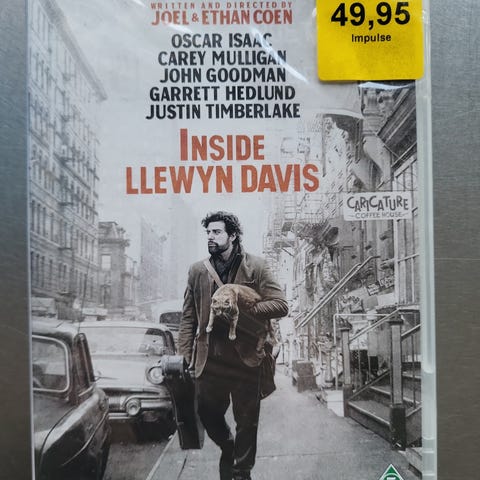 WRITTEN AND DIRECTED BY
JOEL & ETHAN COEN
49,95
Impulse
OSCAR ISAAC
CAREY MULLIGAN
JOHN GOODMAN
GARRETT HEDLUND
JUSTIN TIMBERLAKE
INSIDE
LLEWYN DAVIS
CARICATURE
COFFEE HOUSE